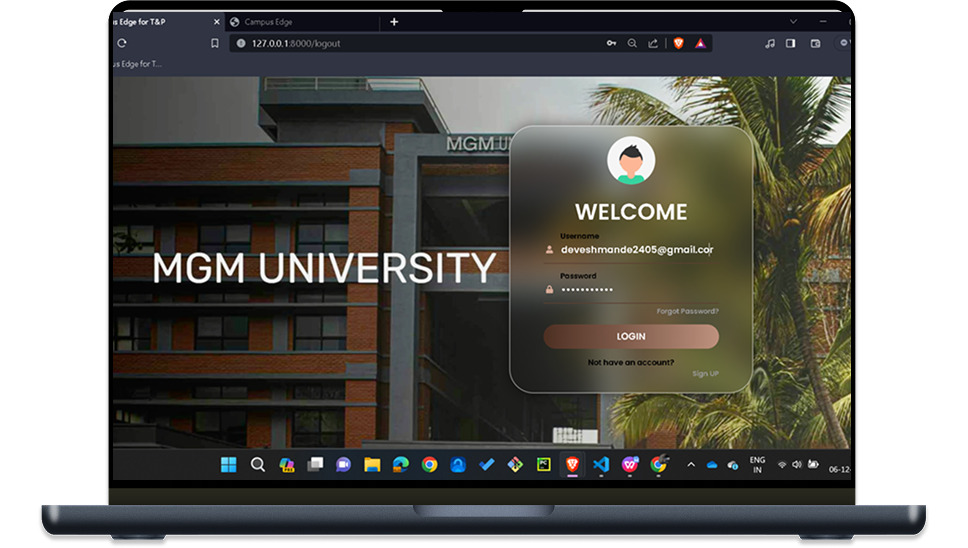 s Edge for T&P
Campus Edge
127.0.0.1:8000/logout
us Edge for T...
MGM U
WELCOME
Username
deveshmande2405@gmail.cor
Password
Forgot Password?
MGM UNIVERSITY
LOGIN
Not have an account?
Sign UP
ENG
IN
06-12-